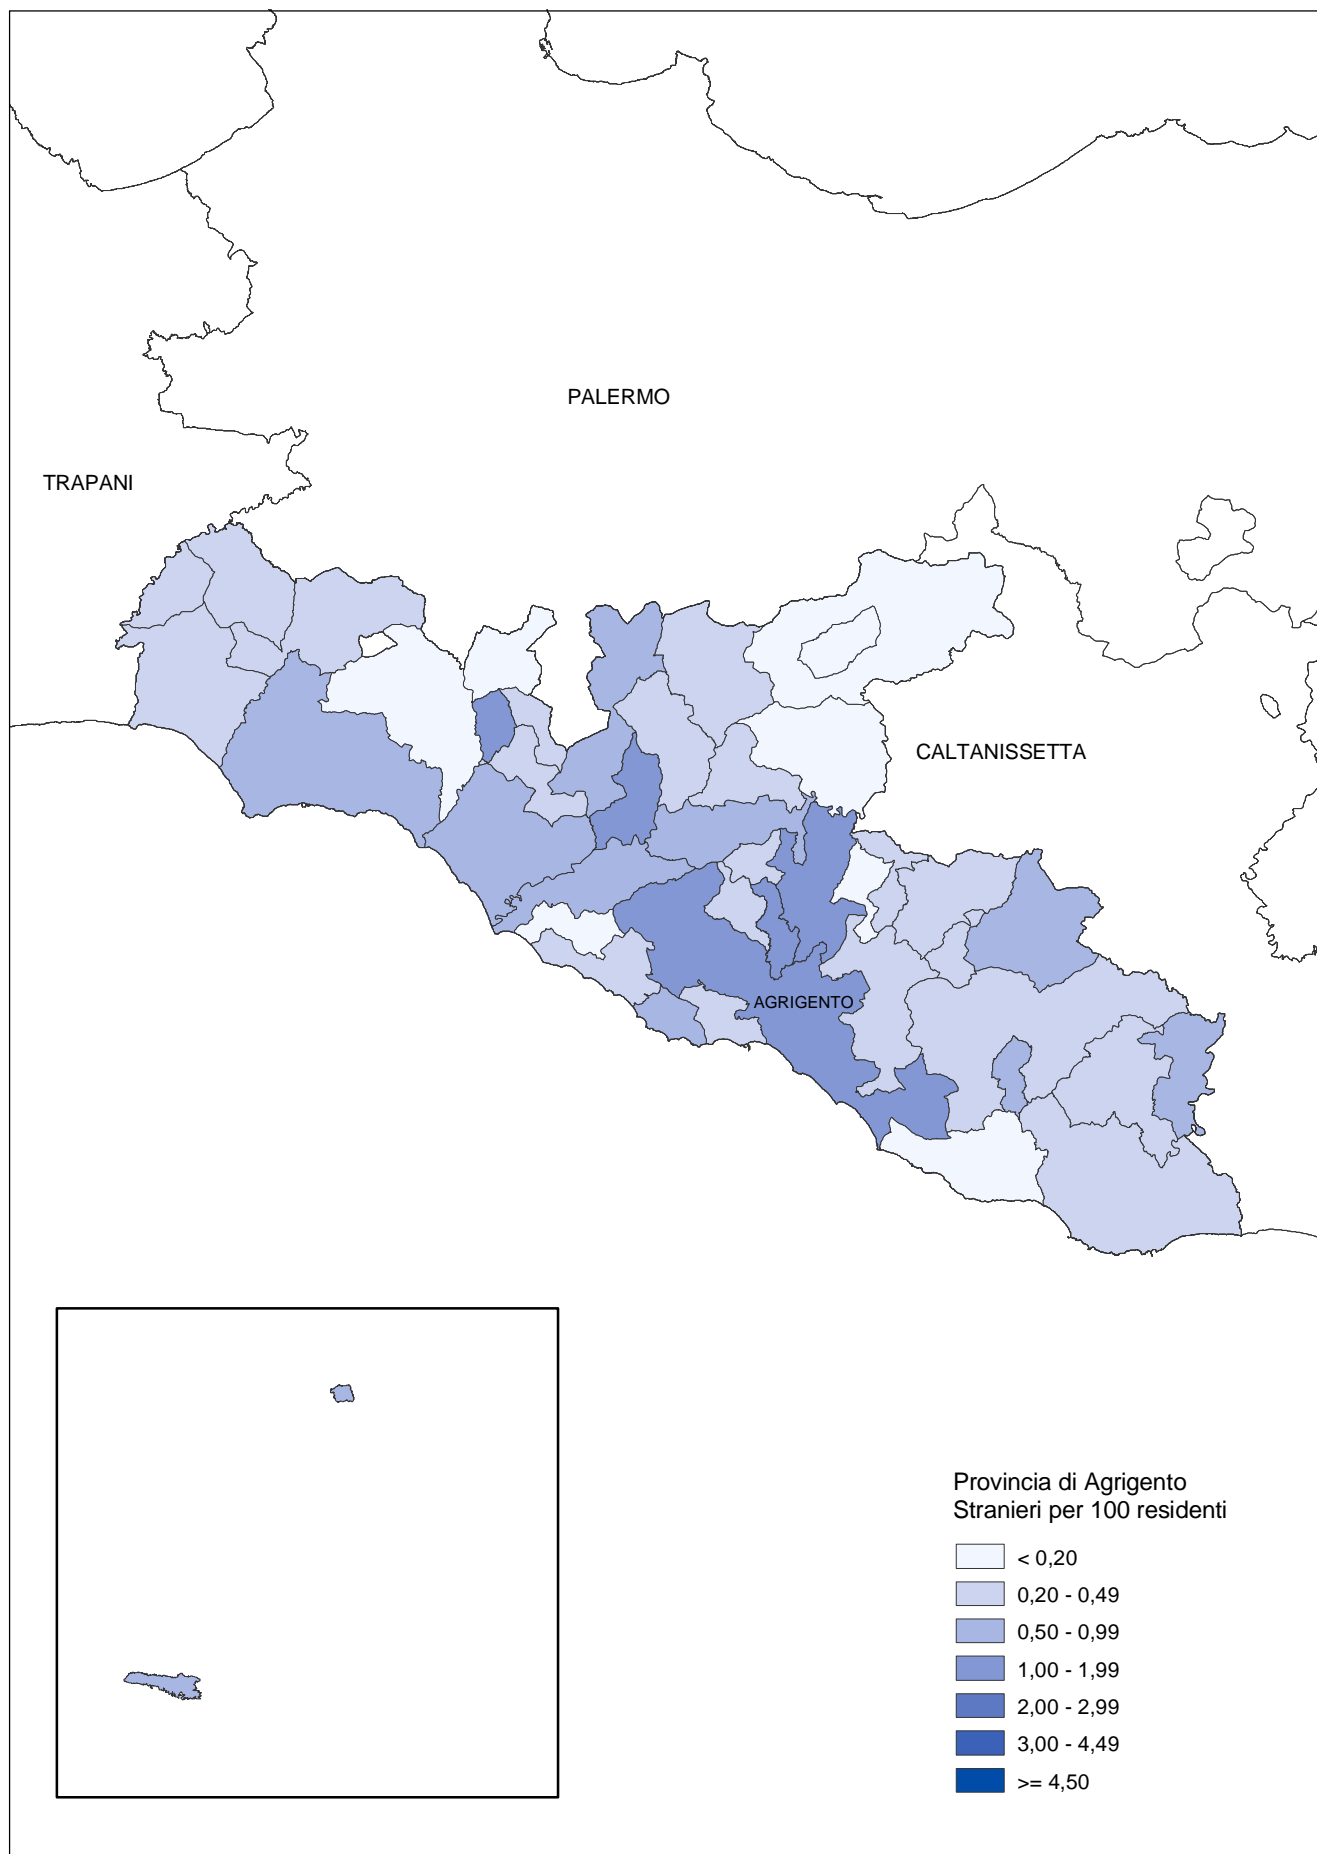 PALERMO
TRAPANI
CALTANISSETTA
AGRIGENTO
Provincia di Agrigento
Stranieri per 100 residenti
< 0,20
0,20 - 0,49
0,50 - 0,99
1,00 - 1,99
2,00 - 2,99
3,00 - 4,49
>= 4,50